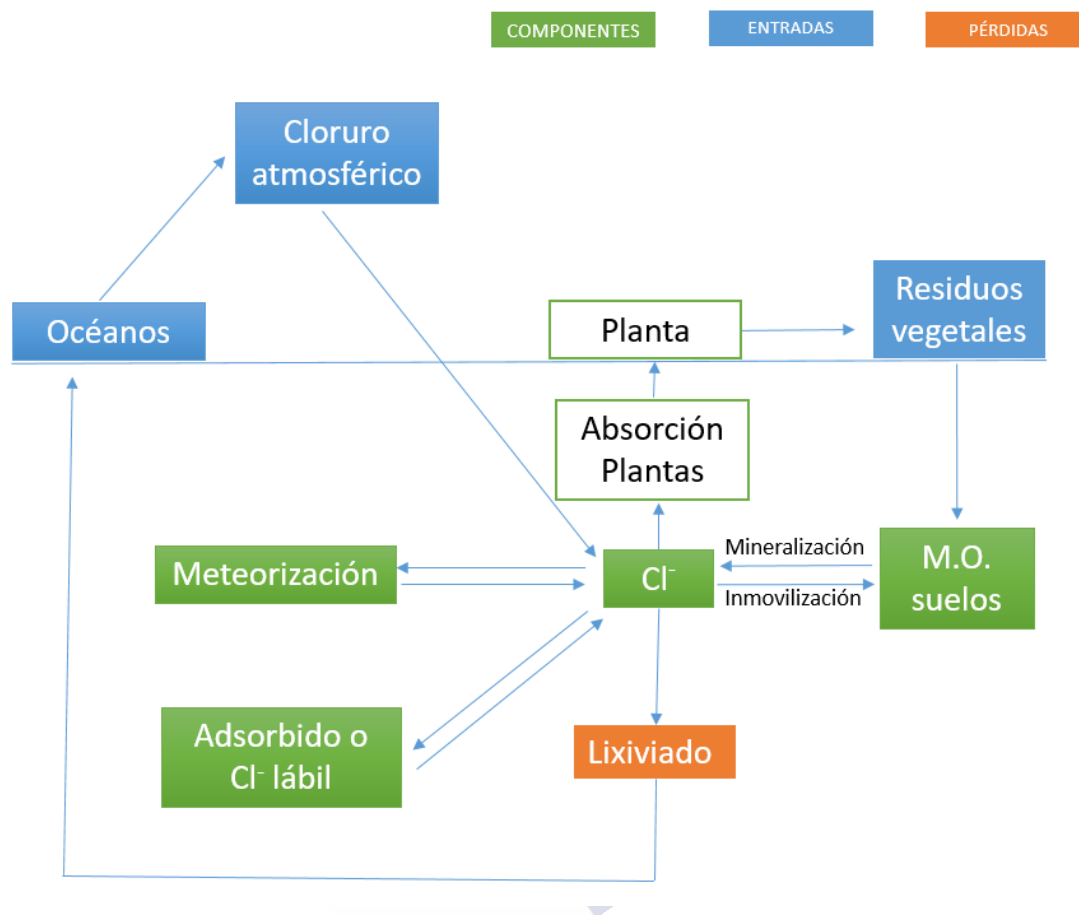 COMPONENTES
ENTRADAS
PÉRDIDAS
Cloruro
atmosférico
Océanos
Planta
Residuos
vegetales
Absorción
Plantas
Meteorización
Cl⁻
Mineralización
Inmovilización
M.O.
suelos
Adsorbido o
Cl⁻ lábil
Lixiviado